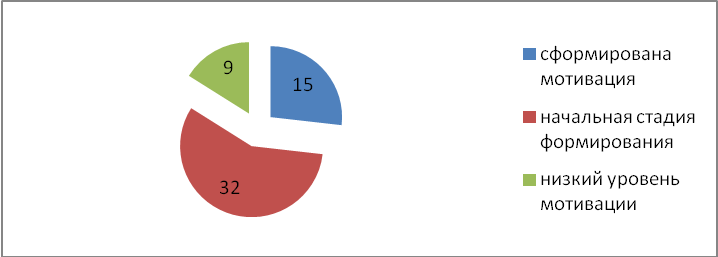 9
15
32
сформирована
мотивация
начальная стадия
формирования
низкий уровень
мотивации